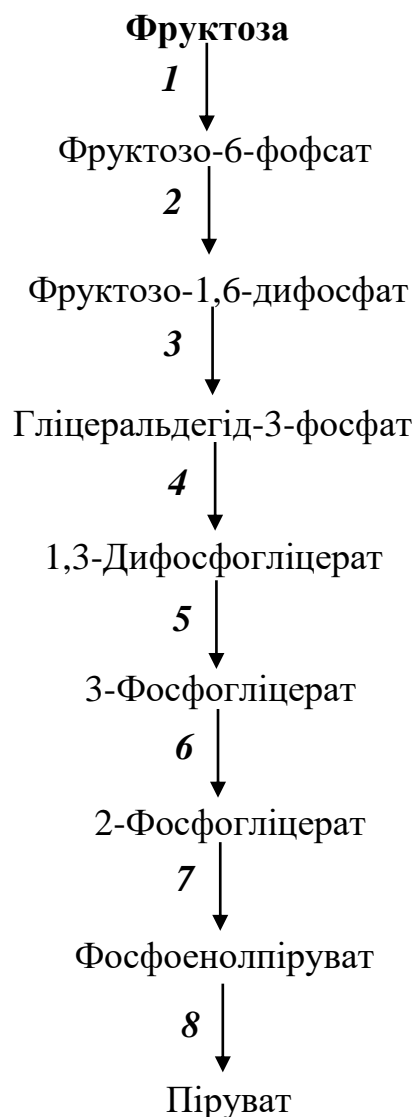 Фруктоза
1
Фруктозо-6-фофсат
2
Фруктозо-1,6-дифосфат
3
Гліцеральдегід-3-фосфат
4
1,3-Дифосфогліцерат
5
3-Фосфогліцерат
6
2-Фосфогліцерат
7
Фосфоенолпіруват
8
Піруват